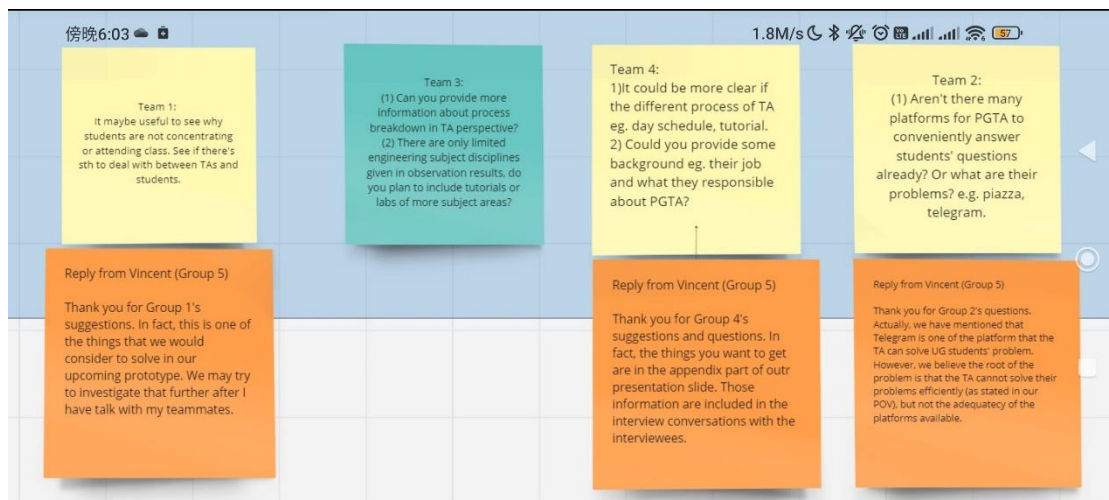 傍晚6:03
1.8M/s
57
Team 1:
It maybe useful to see why
students are not concentrating
or attending class. See if there's
sth to deal with between TAs and
students.
Team 3:
(1) Can you provide more
information about process
breakdown in TA perspective?
(2) There are only limited
engineering subject disciplines
given in observation results, do
you plan to include tutorials or
labs of more subject areas?
Team 4:
1)It could be more clear if
the different process of TA
eg. day schedule, tutorial.
2) Could you provide some
background eg. their job
and what they responsible
about PGTA?
Team 2:
(1) Aren't there many
platforms for PGTA to
conveniently answer
students' questions
already? Or what are their
problems? e.g. piazza,
telegram.
Reply from Vincent (Group 5)
Thank you for Group 1's
suggestions. In fact, this is one of
the things that we would
consider to solve in our
upcoming prototype. We may try
to investigate that further after I
have talk with my teammates.
Reply from Vincent (Group 5)
Thank you for Group 4's
suggestions and questions. In
fact, the things you want to get
are in the appendix part of outr
presentation slide. Those
information are included in the
interview conversations with the
interviewees.
Reply from Vincent (Group 5)
Thank you for Group 2's questions.
Actually, we have mentioned that
Telegram is one of the platform that the
TA can solve UG students' problem.
However, we believe the root of the
problem is that the TA cannot solve their
problems efficiently (as stated in our
POV), but not the adequatecy of the
platforms available.